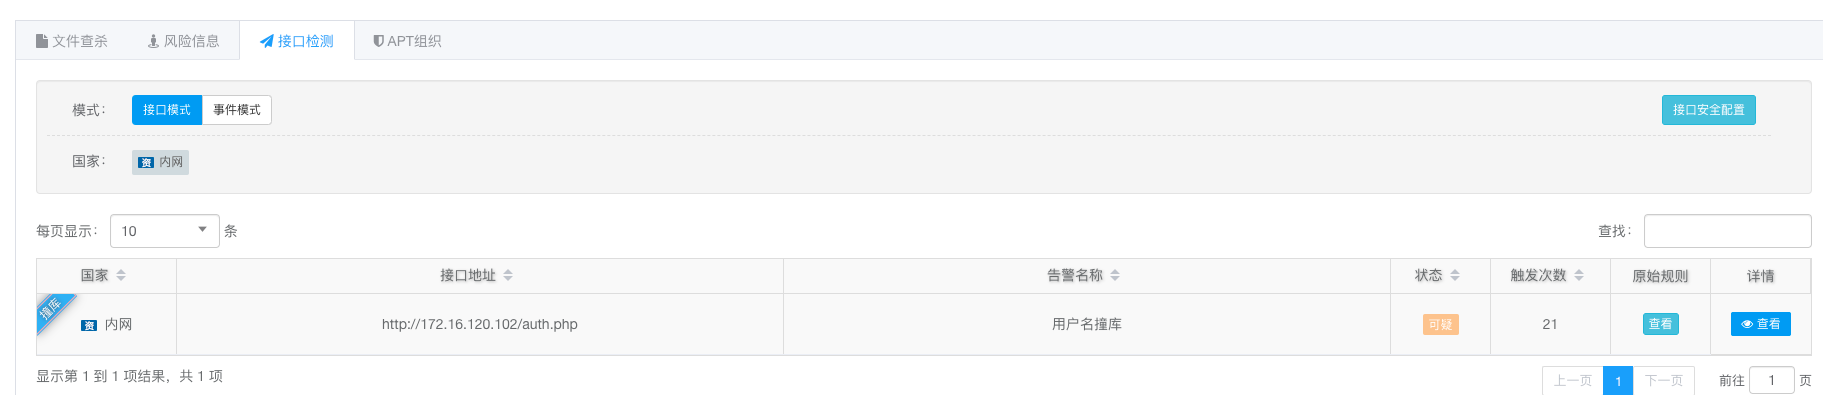 文件查杀 风险信息 接口检测 APT组织
模式： 接口模式 事件模式 接口安全配置
国家： 资 内网
每页显示： 10 条 查找：
国家 接口地址 告警名称 状态 触发次数 原始规则 详情
撞库 资 内网 http://172.16.120.102/auth.php 用户名撞库 可疑 21 查看 查看
显示第 1 到 1 项结果，共 1 项 上一页 1 下一页 前往 1 页